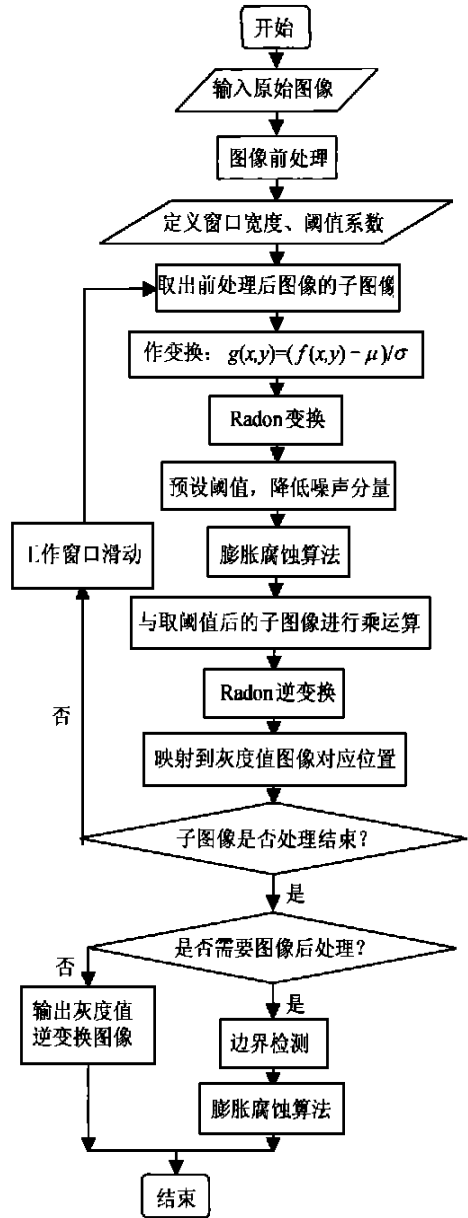 开始
输入原始图像
图像前处理
定义窗口宽度、阈值系数
取出前处理后图像的子图像
作变换: g(x,y)=(f(x,y)-μ)/σ
Radon变换
预设阈值，降低噪声分量
工作窗口滑动
膨胀腐蚀算法
与取阈值后的子图像进行乘运算
Radon逆变换
否
映射到灰度值图像对应位置
子图像是否处理结束?
是
是否需要图像后处理?
否
是
输出灰度值
逆变换图像
边界检测
膨胀腐蚀算法
结束